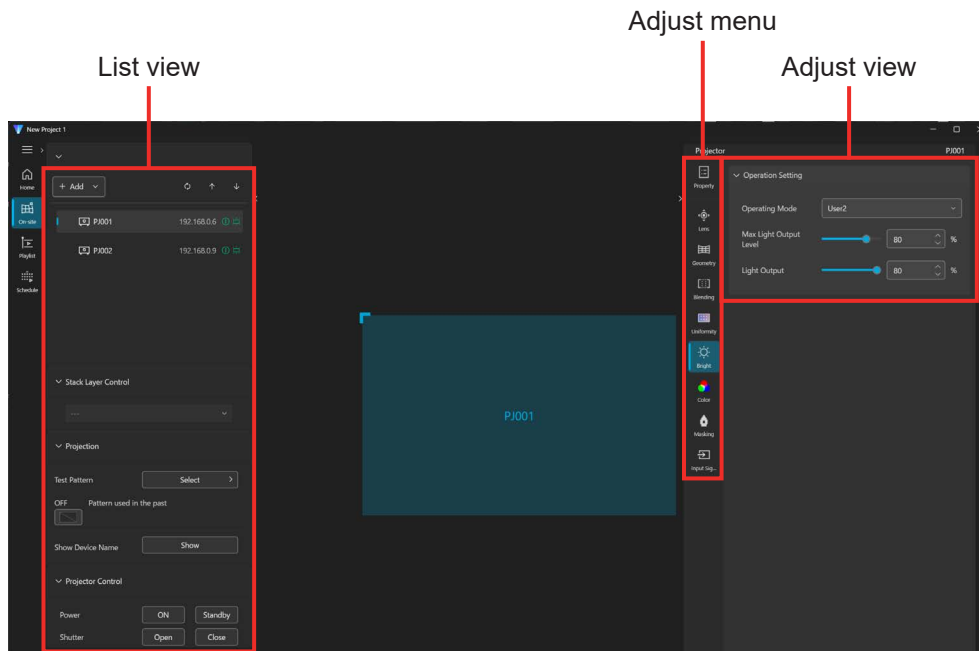 Adjust menu
List view
Adjust view
New Project 1
Projector PJ001
Home
On-site
Playlist
Schedule
+ Add
PJ001 192.168.0.6
PJ002 192.168.0.9
Stack Layer Control
---
Projection
Test Pattern Select
OFF Pattern used in the past
Show Device Name Show
Projector Control
Power ON Standby
Shutter Open Close
PJ001
Property
Lens
Geometry
Blending
Uniformity
Bright
Color
Masking
Input Sig...
Operation Setting
Operating Mode User2
Max Light Output
Level 80 %
Light Output 80 %